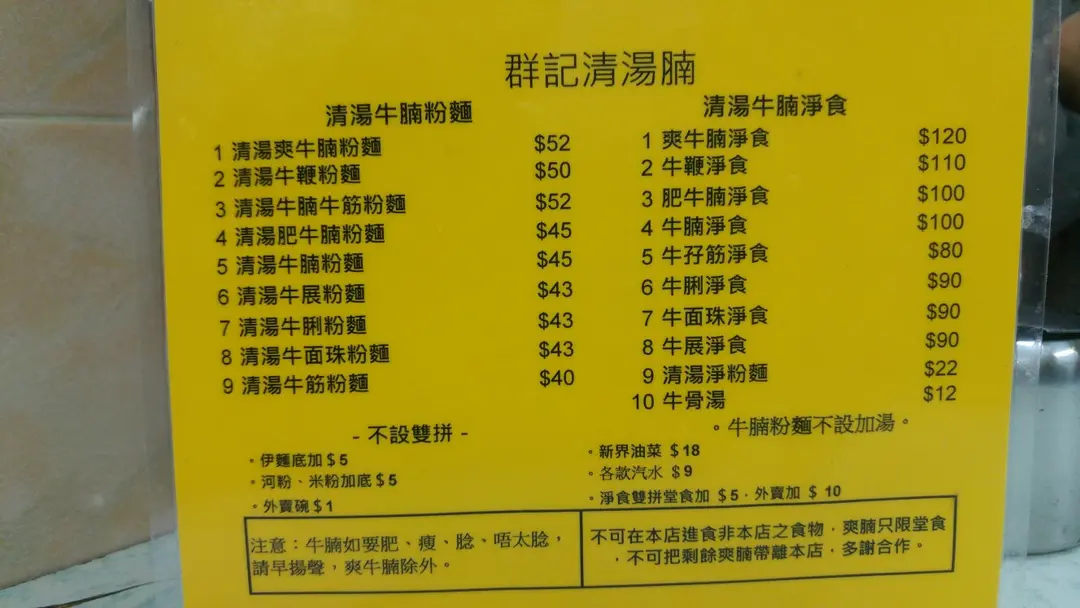 群記清湯腩
清湯牛腩粉麵
1 清湯爽牛腩粉麵 $52
2 清湯牛鞭粉麵 $50
3 清湯牛腩牛筋粉麵 $52
4 清湯肥牛腩粉麵 $45
5 清湯牛腩粉麵 $45
6 清湯牛展粉麵 $43
7 清湯牛脷粉麵 $43
8 清湯牛面珠粉麵 $43
9 清湯牛筋粉麵 $40
- 不設雙拼 -
。伊麵底加$5
。河粉、米粉加底$5
。外賣碗$1
清湯牛腩淨食
1 爽牛腩淨食 $120
2 牛鞭淨食 $110
3 肥牛腩淨食 $100
4 牛腩淨食 $100
5 牛孖筋淨食 $80
6 牛脷淨食 $90
7 牛面珠淨食 $90
8 牛展淨食 $90
9 清湯淨粉麵 $22
10 牛骨湯 $12
。牛腩粉麵不設加湯。
。新界油菜 $18
。各款汽水 $9
。淨食雙拼堂食加 $5，外賣加 $ 10
注意：牛腩如要肥、瘦、腍、唔太腍，
請早揚聲，爽牛腩除外。
不可在本店進食非本店之食物，爽腩只限堂食
，不可把剩餘爽腩帶離本店，多謝合作。